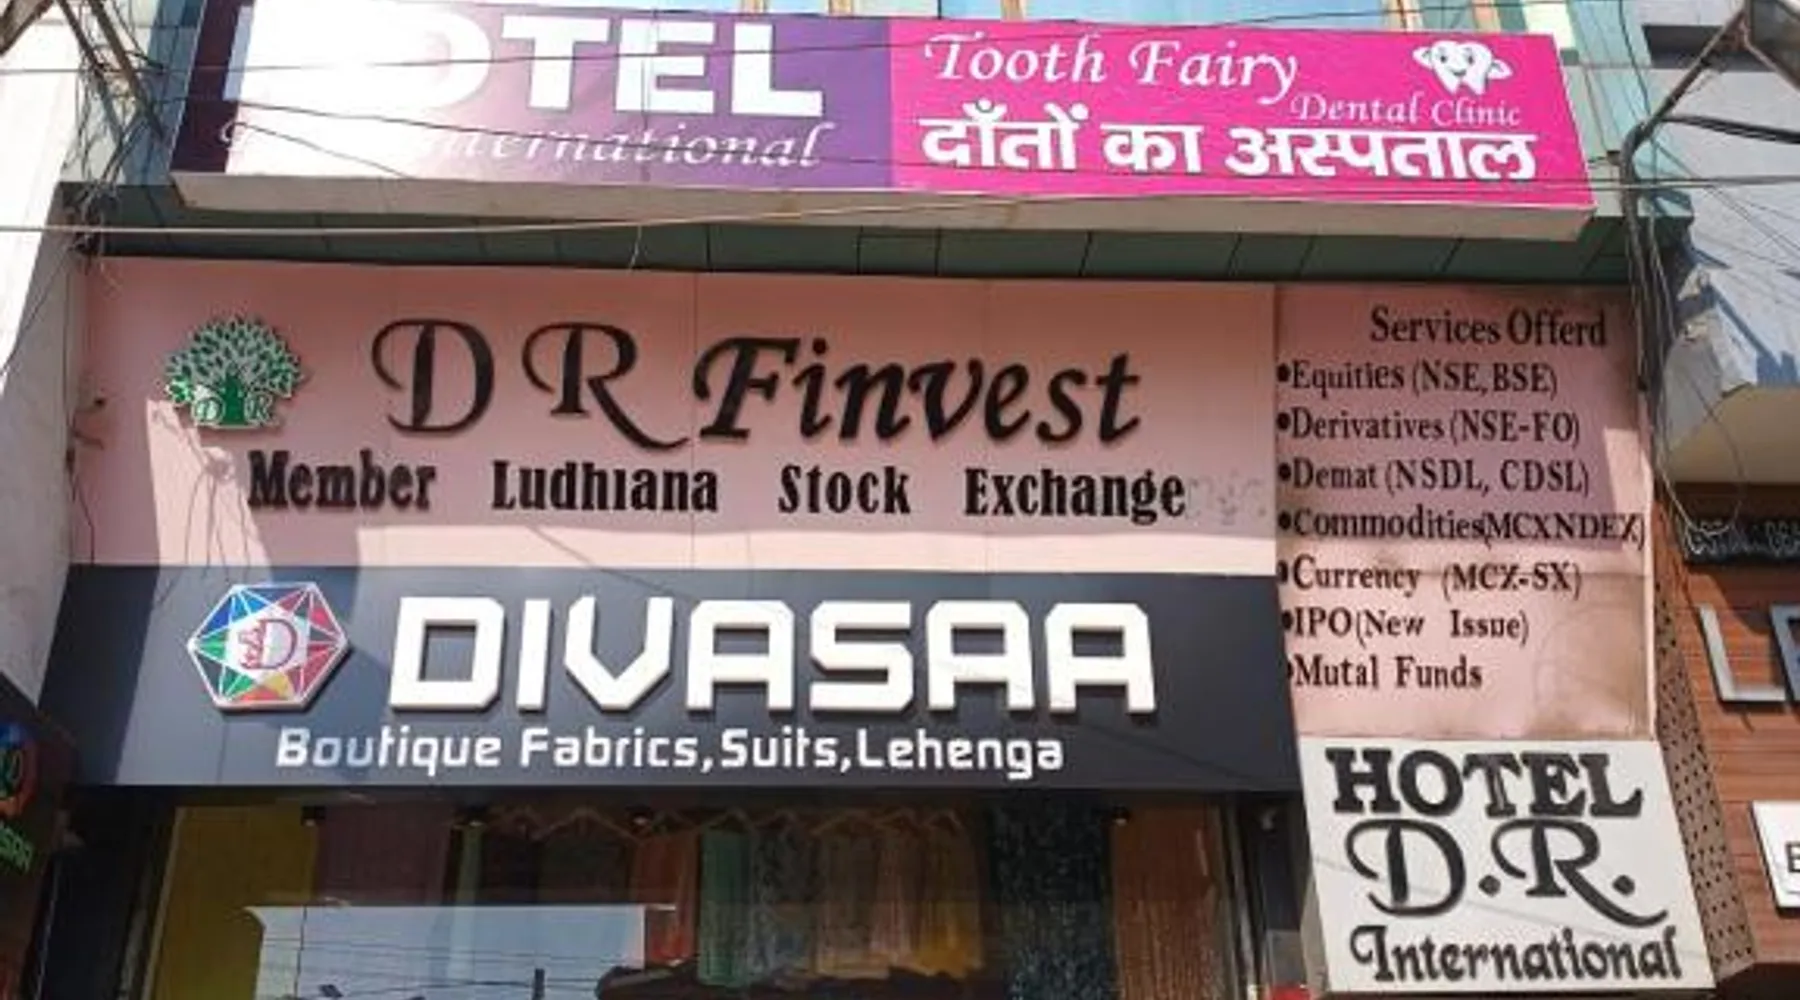 HOTEL
International
Tooth Fairy
Dental Clinic
दाँतों का अस्पताल
D R Finvest
Member Ludhiana Stock Exchange
D R
Services Offerd
•Equities (NSE, BSE)
•Derivatives (NSE-FO)
•Demat (NSDL, CDSL)
•Commodities(MCXNDEX)
•Currency (MCX-SX)
•IPO(New Issue)
•Mutal Funds
DIVASAA
Boutique Fabrics,Suits,Lehenga
HOTEL
D.R.
International